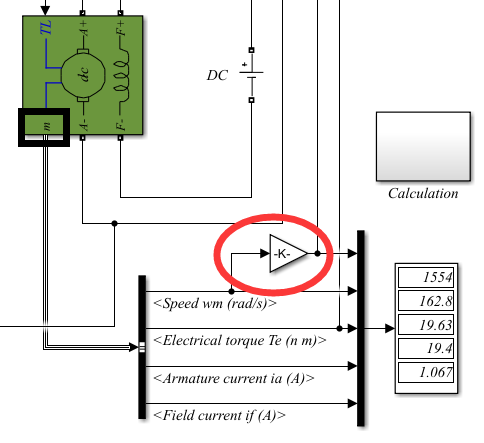 TL
A+
F+
dc
m
A-
F-
DC
+
Calculation
-K-
<Speed wm (rad/s)>
<Electrical torque Te (n m)>
<Armature current ia (A)>
<Field current if (A)>
1554
162.8
19.63
19.4
1.067